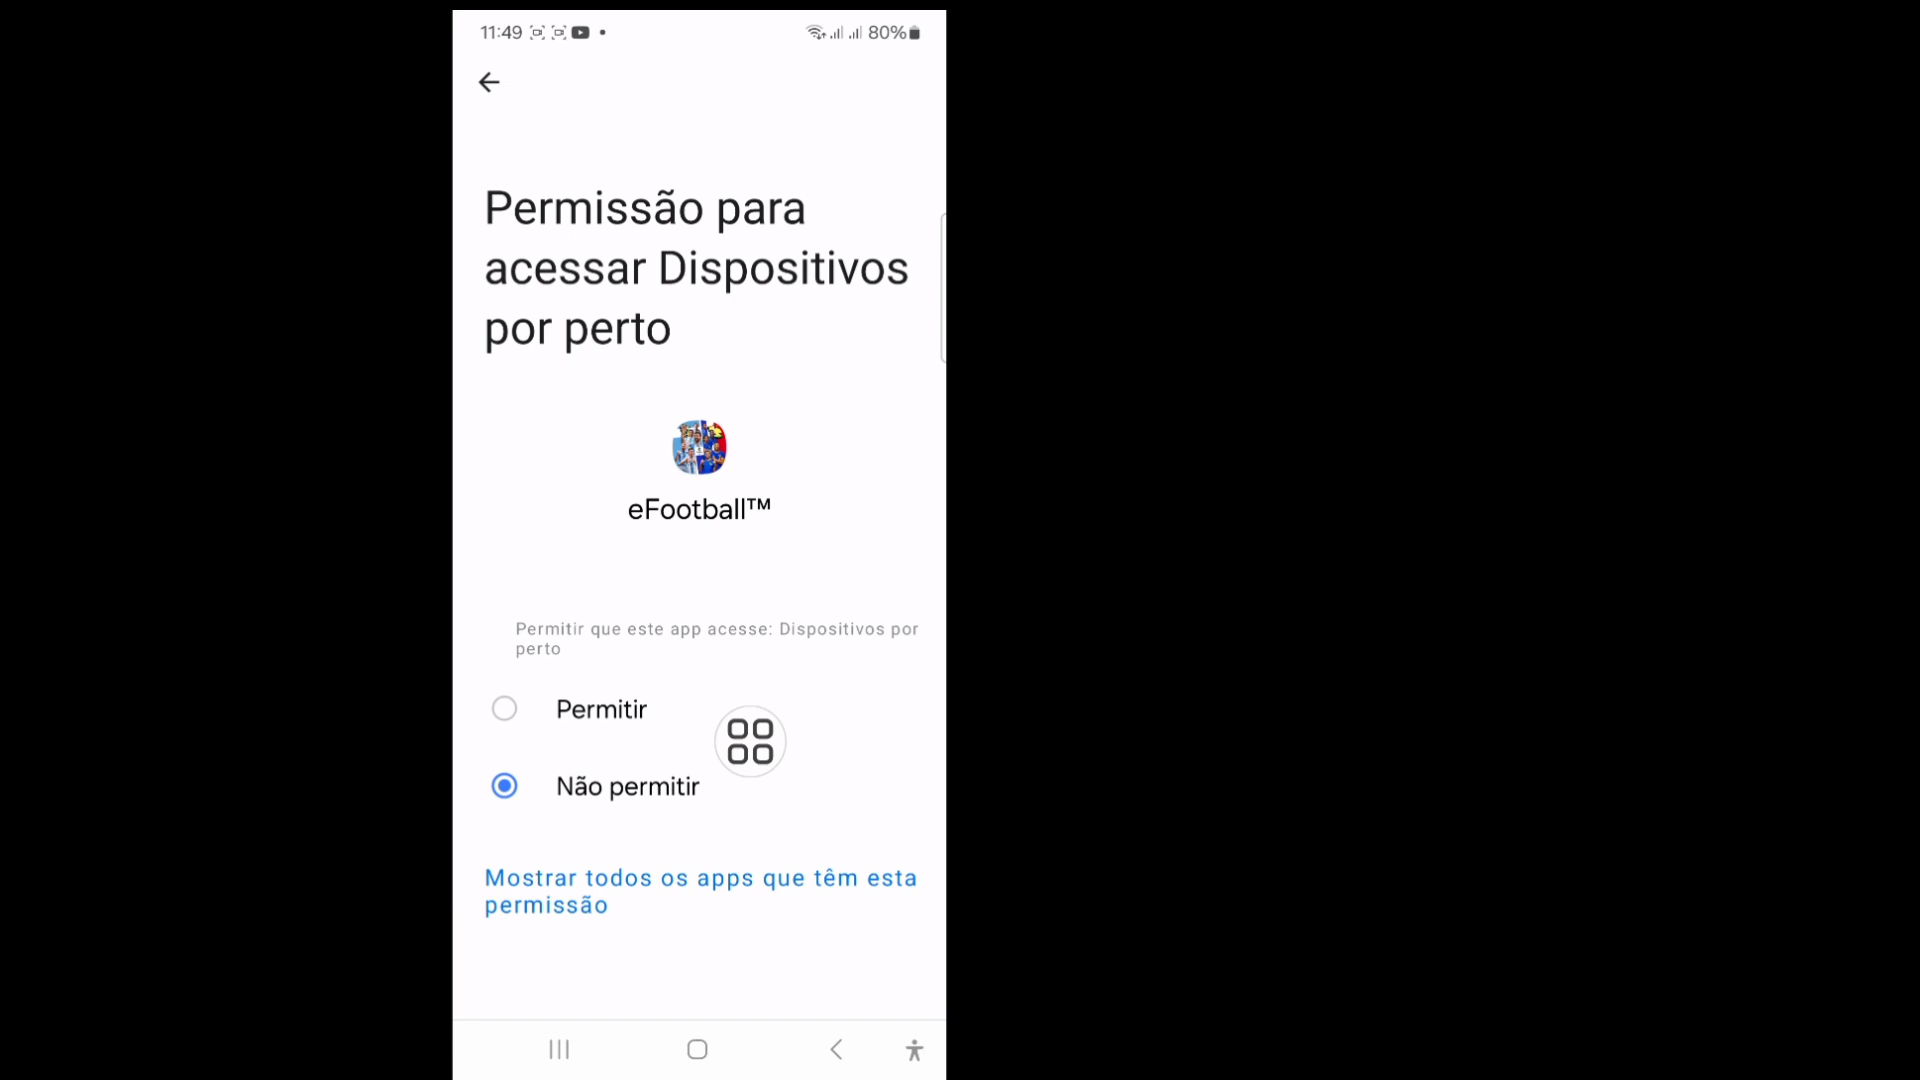 11:49
80%
Permissão para
acessar Dispositivos
por perto
eFootball™
Permitir que este app acesse: Dispositivos por
perto
Permitir
Não permitir
Mostrar todos os apps que têm esta
permissão